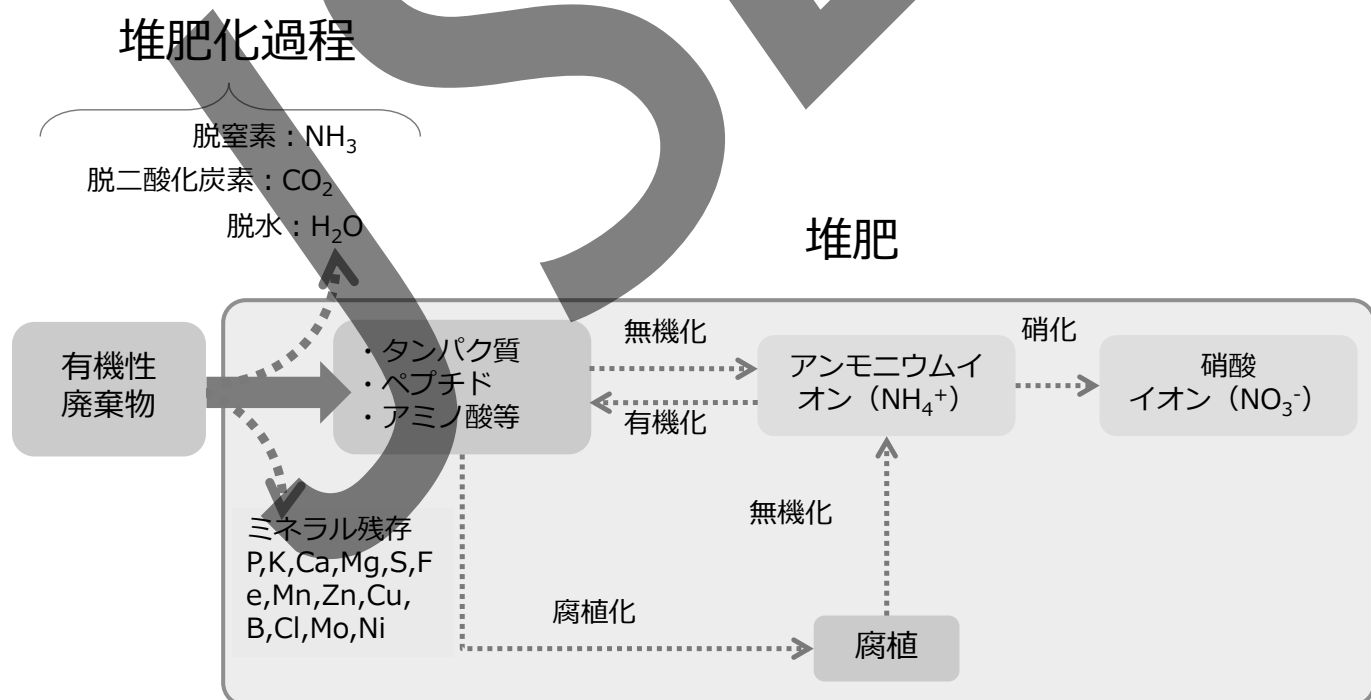 堆肥化過程
脱窒素：NH₃
脱二酸化炭素：CO₂
脱水：H₂O
堆肥
有機性
廃棄物
・タンパク質
・ペプチド
・アミノ酸等
無機化
有機化
アンモニウムイ
オン（NH₄⁺）
硝化
硝酸
イオン（NO₃⁻）
ミネラル残存
P,K,Ca,Mg,S,F
e,Mn,Zn,Cu,
B,Cl,Mo,Ni
無機化
腐植化
腐植